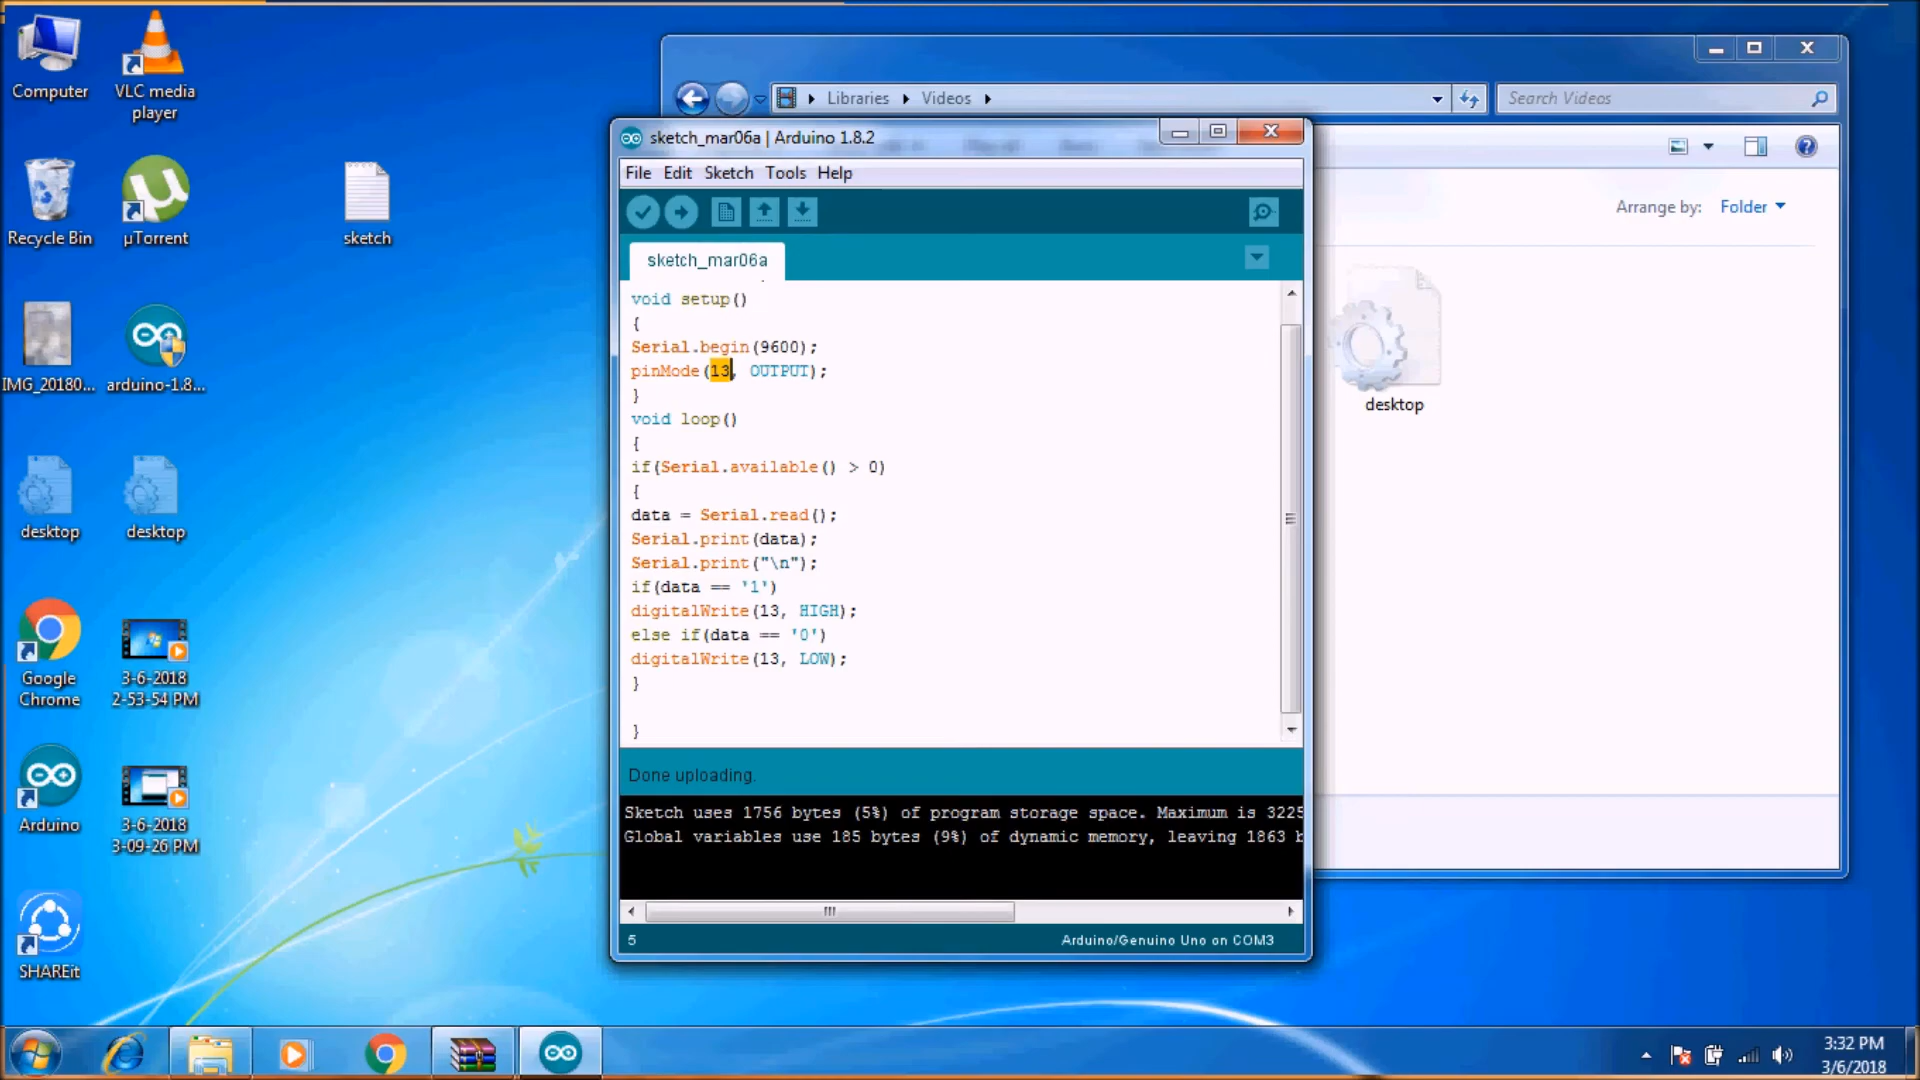 Computer
VLC media
player
Recycle Bin
µTorrent
sketch
IMG_20180...
arduino-1.8...
desktop
desktop
Google
Chrome
3-6-2018
2-53-54 PM
Arduino
3-6-2018
3-09-26 PM
SHAREit
Libraries
Videos
Search Videos
Arrange by:
Folder
desktop
sketch_mar06a | Arduino 1.8.2
File Edit Sketch Tools Help
sketch_mar06a
void setup()
{
Serial.begin(9600);
pinMode(13, OUTPUT);
}
void loop()
{
if(Serial.available() > 0)
{
data = Serial.read();
Serial.print(data);
Serial.print("\n");
if(data == '1')
digitalWrite(13, HIGH);
else if(data == '0')
digitalWrite(13, LOW);
}
}
Done uploading.
Sketch uses 1756 bytes (5%) of program storage space. Maximum is 3225
Global variables use 185 bytes (9%) of dynamic memory, leaving 1863 b
5
Arduino/Genuino Uno on COM3
3:32 PM
3/6/2018